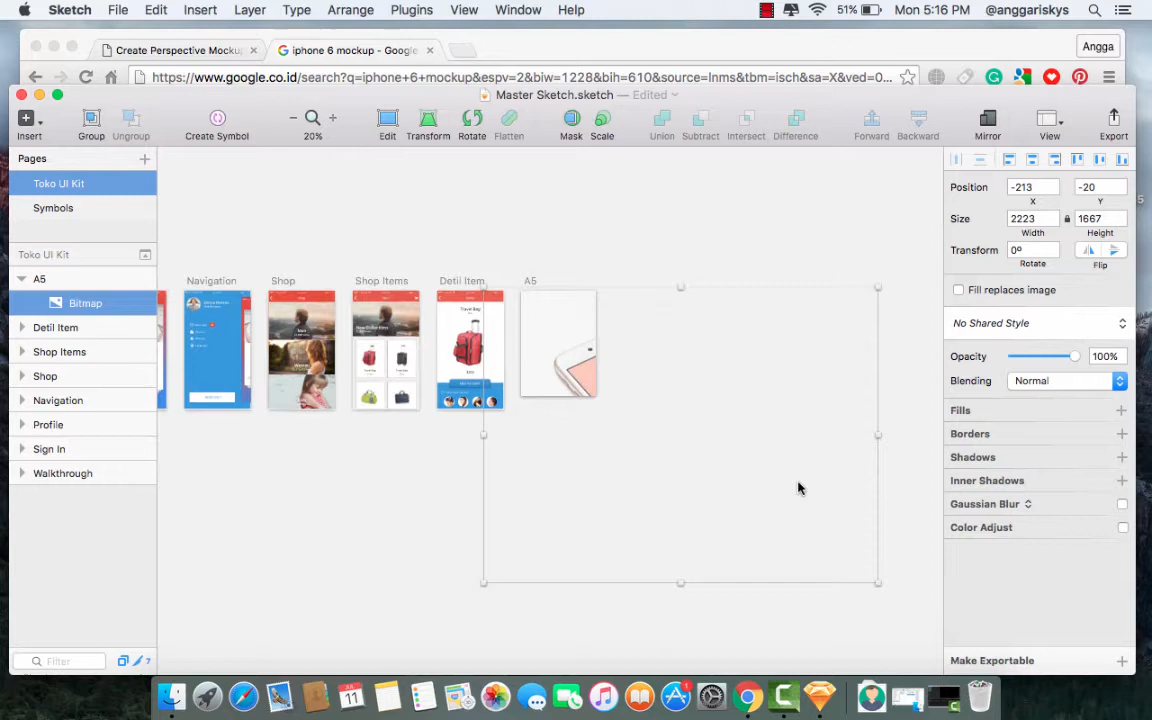 Sketch File Edit Insert Layer Type Arrange Plugins View Window Help 51% Mon 5:16 PM @anggariskys
Create Perspective Mocku iphone 6 mockup - Google Angga
https://www.google.co.id/search?q=iphone+6+mockup&espv=2&biw=1228&bih=610&source=lnms&tbm=isch&sa=X&ved=0...
Master Sketch.sketch — Edited
20%
Insert Group Ungroup Create Symbol Edit Transform Rotate Flatten Mask Scale Union Subtract Intersect Difference Forward Backward Mirror View Export
Pages
Toko UI Kit
Symbols
Toko UI Kit
A5
Bitmap
Detil Item
Shop Items
Shop
Navigation
Profile
Sign In
Walkthrough
Filter 7
Navigation Shop Shop Items Detil Item A5
Travel Bag
Position -213 -20
X Y
Size 2223 1667
Width Height
Transform 0º
Rotate Flip
Fill replaces image
No Shared Style
Opacity 100%
Blending Normal
Fills
Borders
Shadows
Inner Shadows
Gaussian Blur
Color Adjust
Make Exportable
11